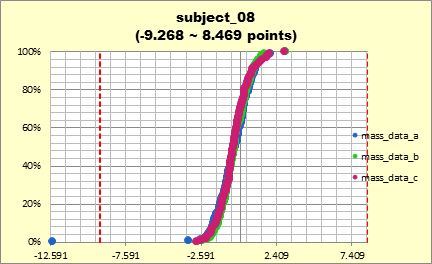 subject_08
(-9.268 ~ 8.469 points)
100%
80%
60%
40%
20%
0%
mass_data_a
mass_data_b
mass_data_c
-12.591
-7.591
-2.591
2.409
7.409